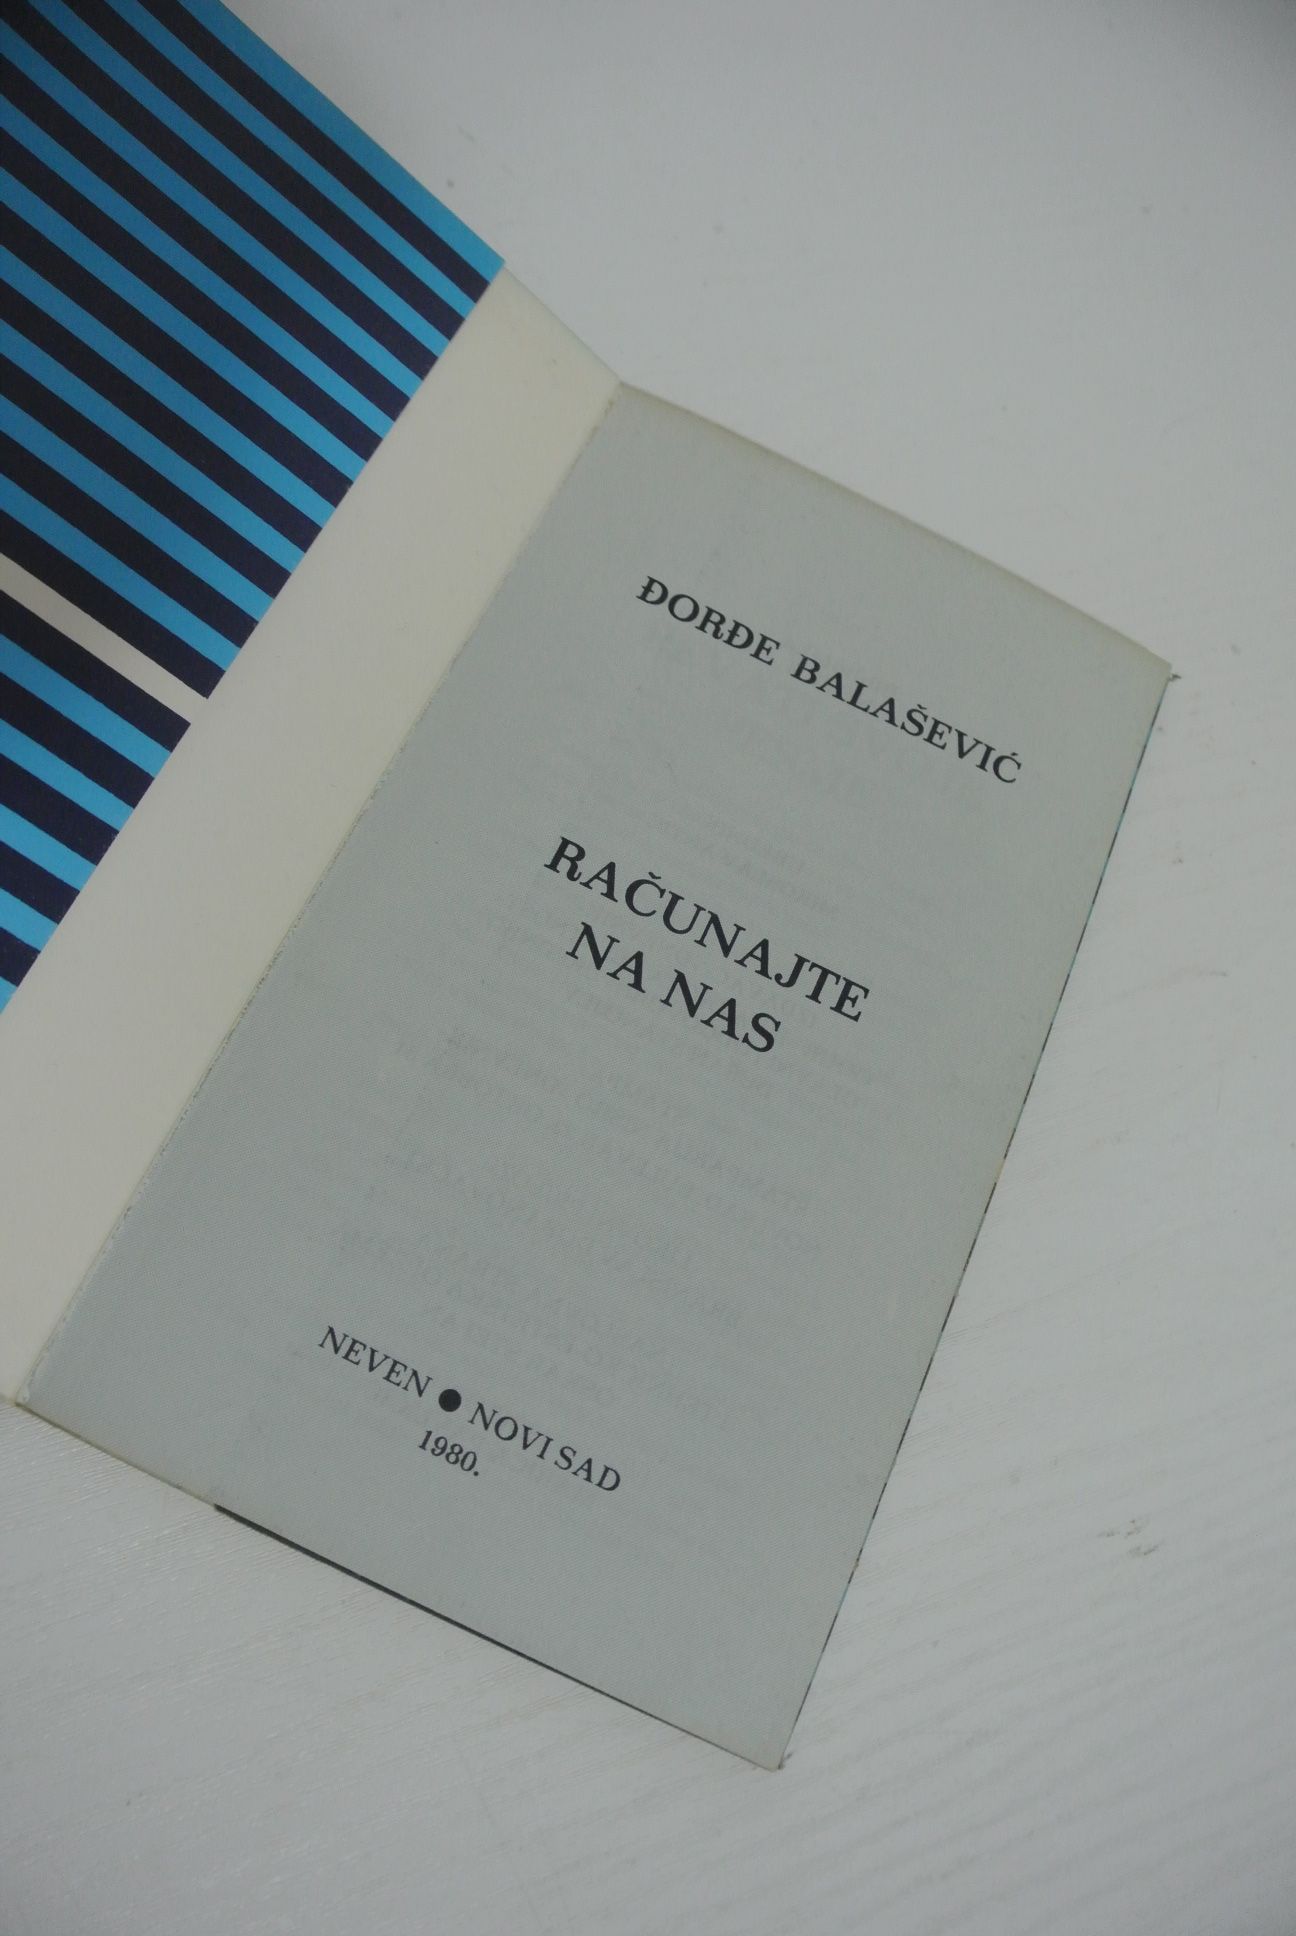 ĐORĐE BALAŠEVIĆ
RAČUNAJTE
NA NAS
NEVEN ● NOVI SAD
1980.